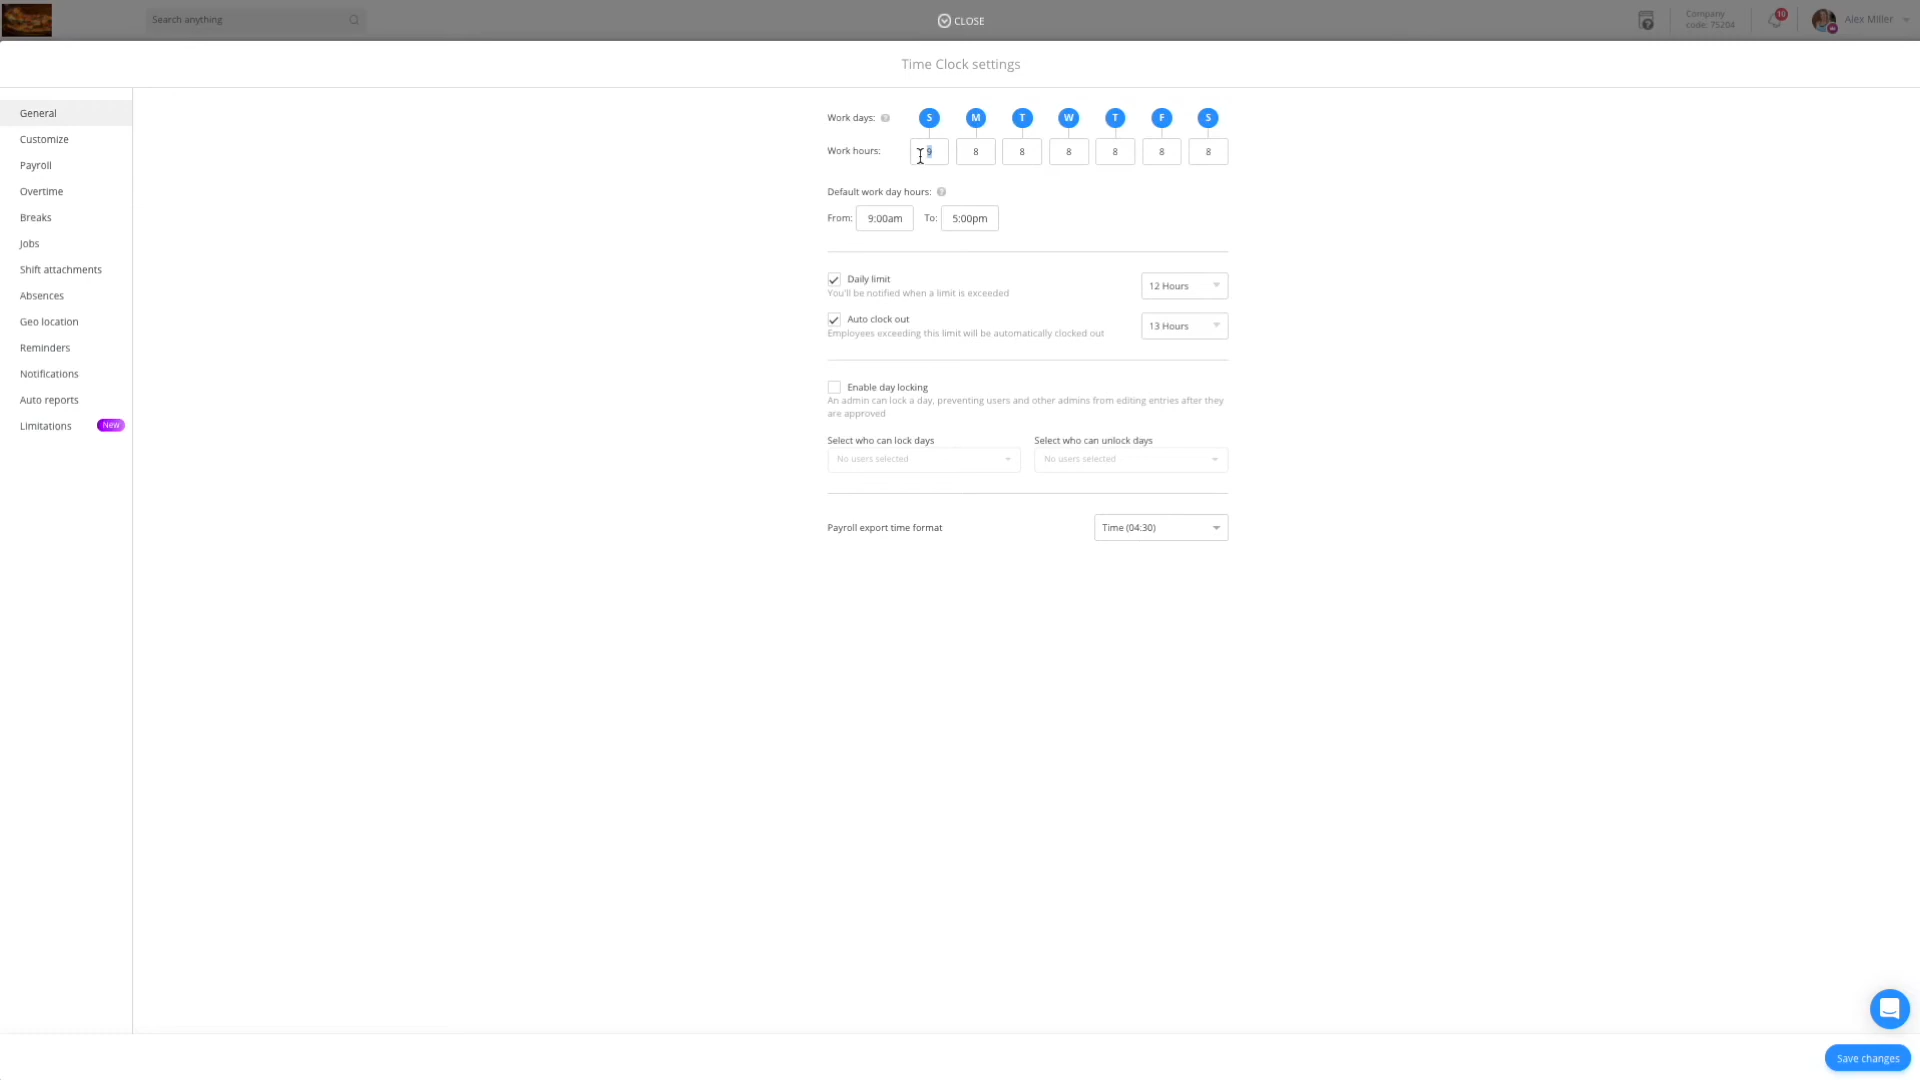 Search anything
CLOSE
Company
code: 75204
10
Alex Miller
Time Clock settings
General
Customize
Payroll
Overtime
Breaks
Jobs
Shift attachments
Absences
Geo location
Reminders
Notifications
Auto reports
Limitations New
Work days: ? S M T W T F S
Work hours: 9 8 8 8 8 8 8
Default work day hours: ?
From: 9:00am To: 5:00pm
Daily limit
You'll be notified when a limit is exceeded
12 Hours
Auto clock out
Employees exceeding this limit will be automatically clocked out
13 Hours
Enable day locking
An admin can lock a day, preventing users and other admins from editing entries after they
are approved
Select who can lock days Select who can unlock days
No users selected No users selected
Payroll export time format Time (04:30)
Save changes